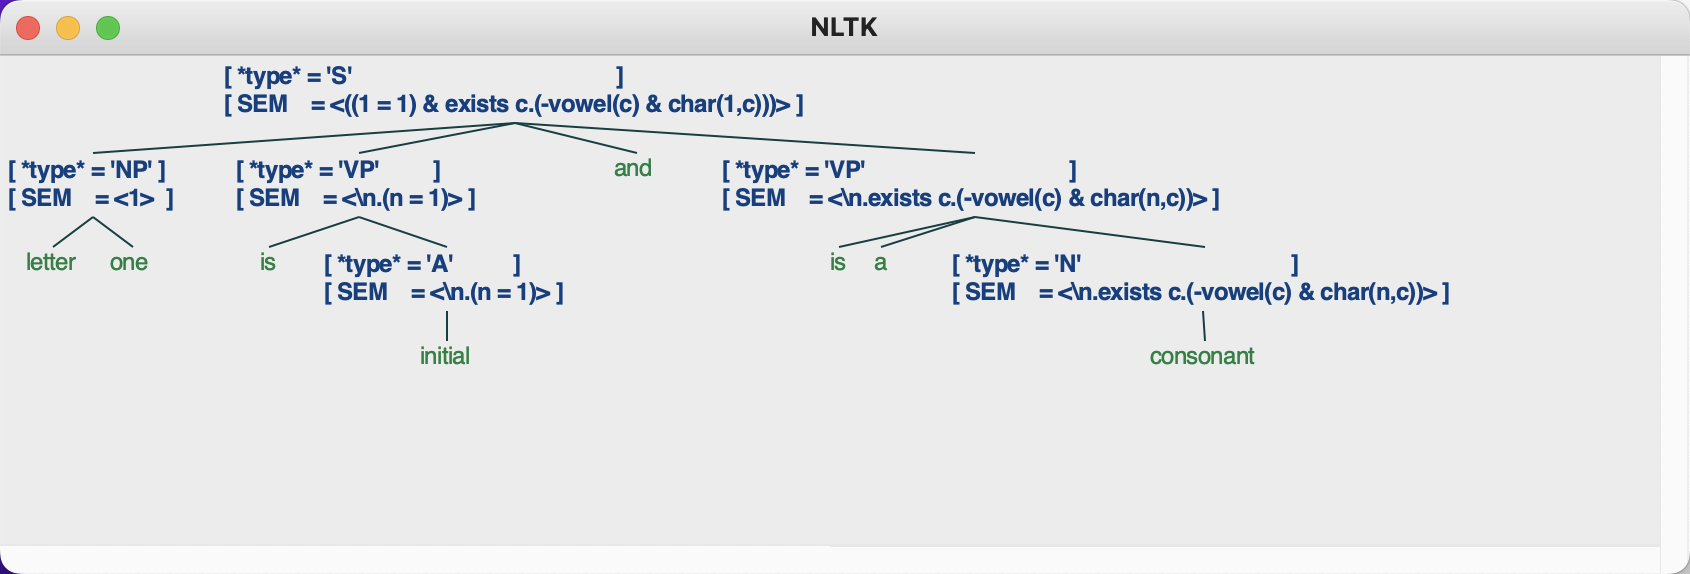 NLTK
[ *type* = 'S' ]
[ SEM = <((1 = 1) & exists c.(-vowel(c) & char(1,c)))> ]
[ *type* = 'NP' ] [ *type* = 'VP' ] and [ *type* = 'VP' ]
[ SEM = <1> ] [ SEM = <\n.(n = 1)> ] [ SEM = <\n.exists c.(-vowel(c) & char(n,c))> ]
letter one is [ *type* = 'A' ] is a [ *type* = 'N' ]
[ SEM = <\n.(n = 1)> ] [ SEM = <\n.exists c.(-vowel(c) & char(n,c))> ]
initial consonant